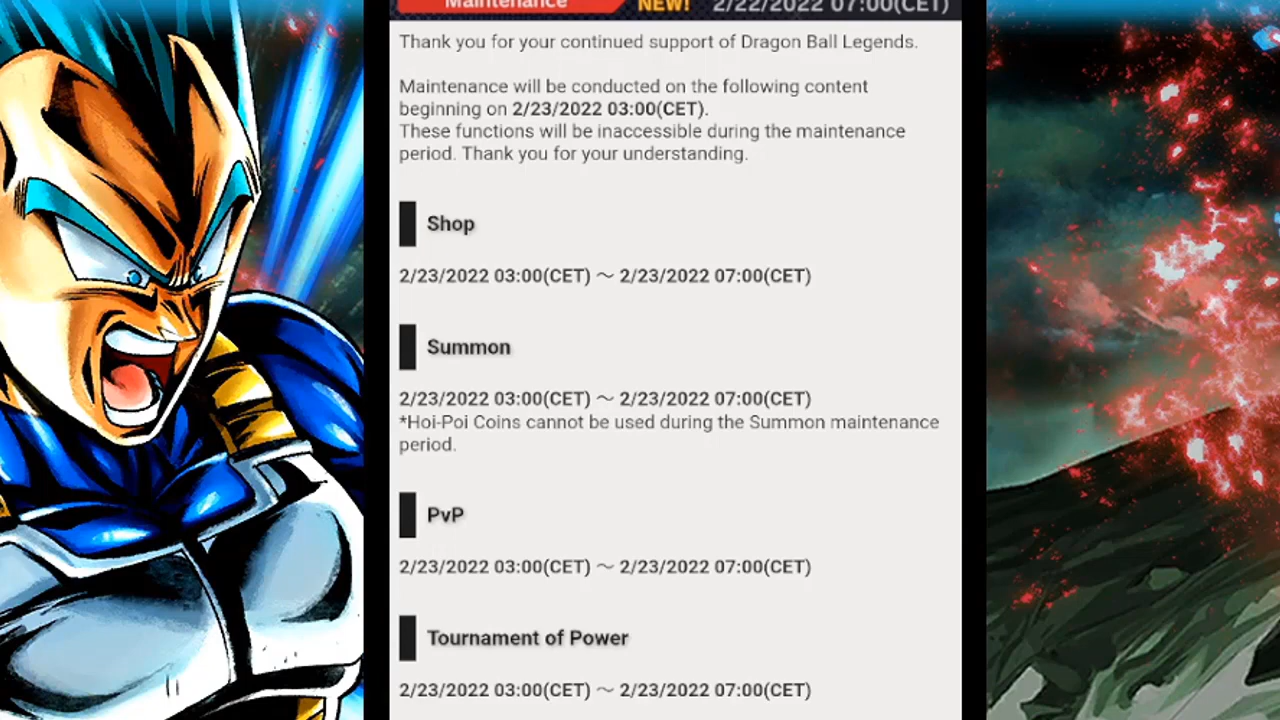 Maintenance NEW! 2/22/2022 07:00(CET)
Thank you for your continued support of Dragon Ball Legends.
Maintenance will be conducted on the following content
beginning on 2/23/2022 03:00(CET).
These functions will be inaccessible during the maintenance
period. Thank you for your understanding.
Shop
2/23/2022 03:00(CET) ～ 2/23/2022 07:00(CET)
Summon
2/23/2022 03:00(CET) ～ 2/23/2022 07:00(CET)
*Hoi-Poi Coins cannot be used during the Summon maintenance
period.
PvP
2/23/2022 03:00(CET) ～ 2/23/2022 07:00(CET)
Tournament of Power
2/23/2022 03:00(CET) ～ 2/23/2022 07:00(CET)